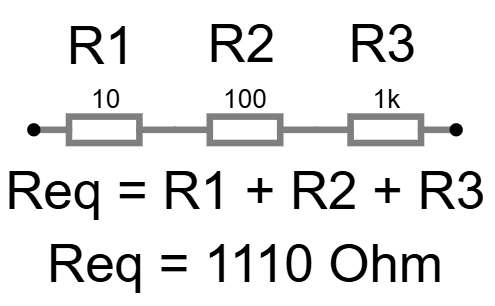 R1 R2 R3
10 100 1k
Req = R1 + R2 + R3
Req = 1110 Ohm